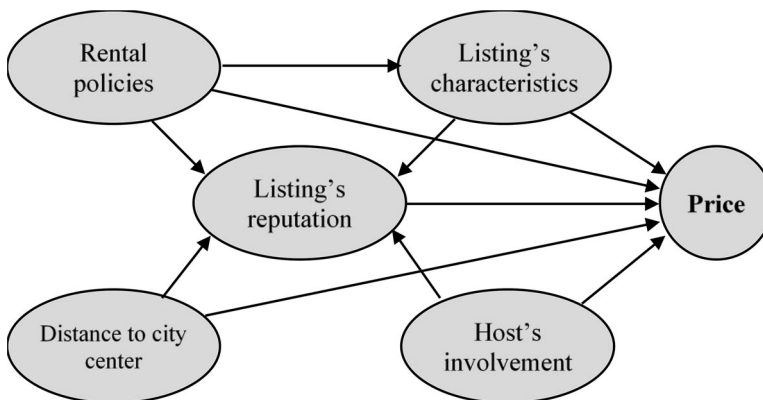 Rental
policies
Listing's
characteristics
Listing's
reputation
Price
Distance to city
center
Host's
involvement